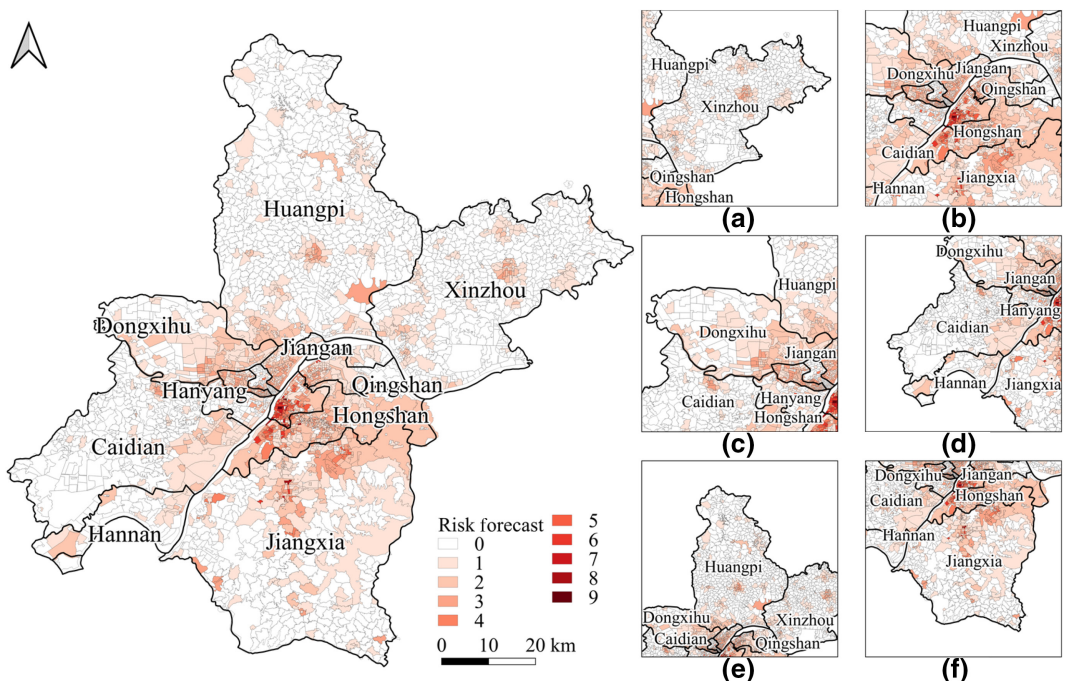 Huangpi
Xinzhou
Dongxihu
Jiangan
Qingshan
Hanyang
Hongshan
Caidian
Hannan
Jiangxia
Risk forecast
0
1
2
3
4
5
6
7
8
9
0 10 20 km
Huangpi
Xinzhou
Qingshan
Hongshan
(a)
Huangpi
Xinzhou
Jiangan
Dongxihu
Qingshan
Hongshan
Caidian
Jiangxia
Hannan
(b)
Huangpi
Dongxihu
Jiangan
Caidian
Hanyang
Hongshan
(c)
Dongxihu
Jiangan
Hanyang
Caidian
Hannan
Jiangxia
(d)
Huangpi
Dongxihu
Xinzhou
Caidian
Qingshan
(e)
Dongxihu
Jiangan
Caidian
Hongshan
Hannan
Jiangxia
(f)